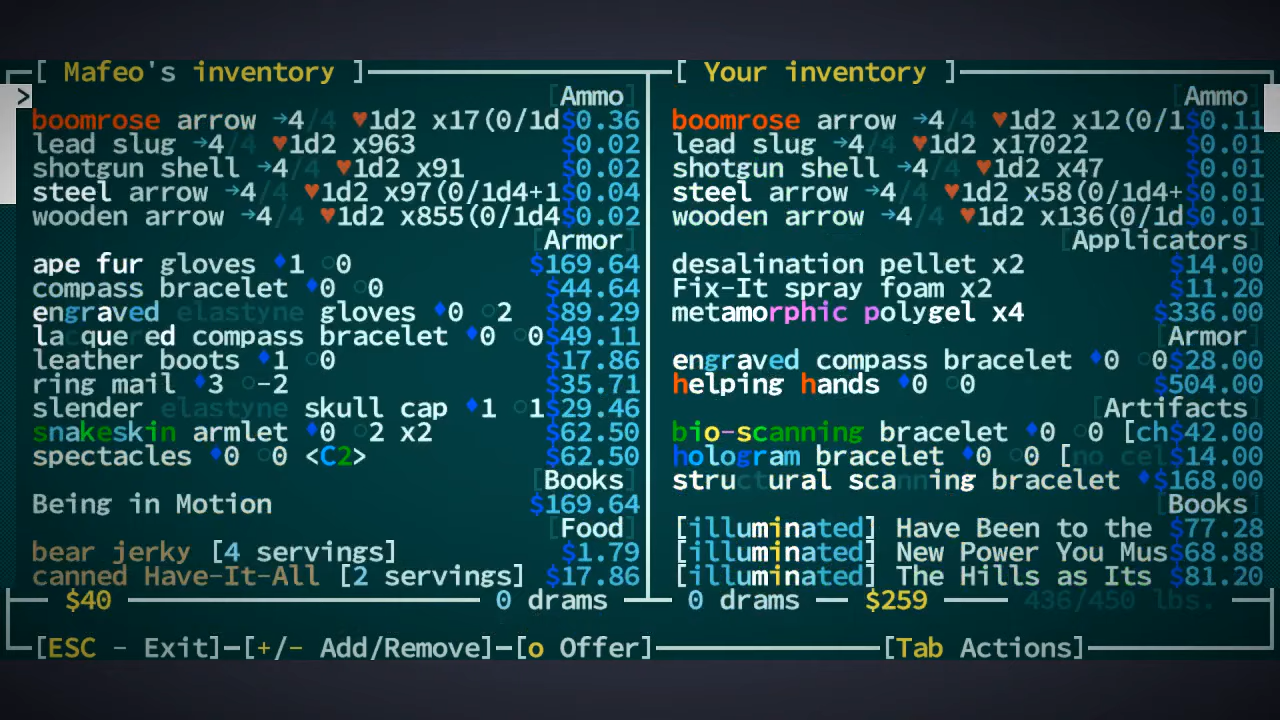 [ Mafeo's inventory ]
>
[Ammo]
boomrose arrow →4/4 ♥1d2 x17(0/1d$0.36
lead slug →4/4 ♥1d2 x963 $0.02
shotgun shell →4/4 ♥1d2 x91 $0.02
steel arrow →4/4 ♥1d2 x97(0/1d4+1$0.04
wooden arrow →4/4 ♥1d2 x855(0/1d4$0.02
[Armor]
ape fur gloves ♦1 ○0 $169.64
compass bracelet ♦0 ○0 $44.64
engraved elastyne gloves ♦0 ○2 $89.29
lacquered compass bracelet ♦0 ○0$49.11
leather boots ♦1 ○0 $17.86
ring mail ♦3 ○-2 $35.71
slender elastyne skull cap ♦1 ○1$29.46
snakeskin armlet ♦0 ○2 x2 $62.50
spectacles ♦0 ○0 <C2> $62.50
[Books]
Being in Motion $169.64
[Food]
bear jerky [4 servings] $1.79
canned Have-It-All [2 servings] $17.86
$40 0 drams
[ Your inventory ]
[Ammo]
boomrose arrow →4/4 ♥1d2 x12(0/1$0.11
lead slug →4/4 ♥1d2 x17022 $0.01
shotgun shell →4/4 ♥1d2 x47 $0.01
steel arrow →4/4 ♥1d2 x58(0/1d4+$0.01
wooden arrow →4/4 ♥1d2 x136(0/1d$0.01
[Applicators]
desalination pellet x2 $14.00
Fix-It spray foam x2 $11.20
metamorphic polygel x4 $336.00
[Armor]
engraved compass bracelet ♦0 ○0$28.00
helping hands ♦0 ○0 $504.00
[Artifacts]
bio-scanning bracelet ♦0 ○0 [ch$42.00
hologram bracelet ♦0 ○0 [no cel$14.00
structural scanning bracelet ♦$168.00
[Books]
[illuminated] Have Been to the $77.28
[illuminated] New Power You Mus$68.88
[illuminated] The Hills as Its $81.20
0 drams $259 436/450 lbs.
[ESC - Exit] [+/- Add/Remove] [o Offer] [Tab Actions]